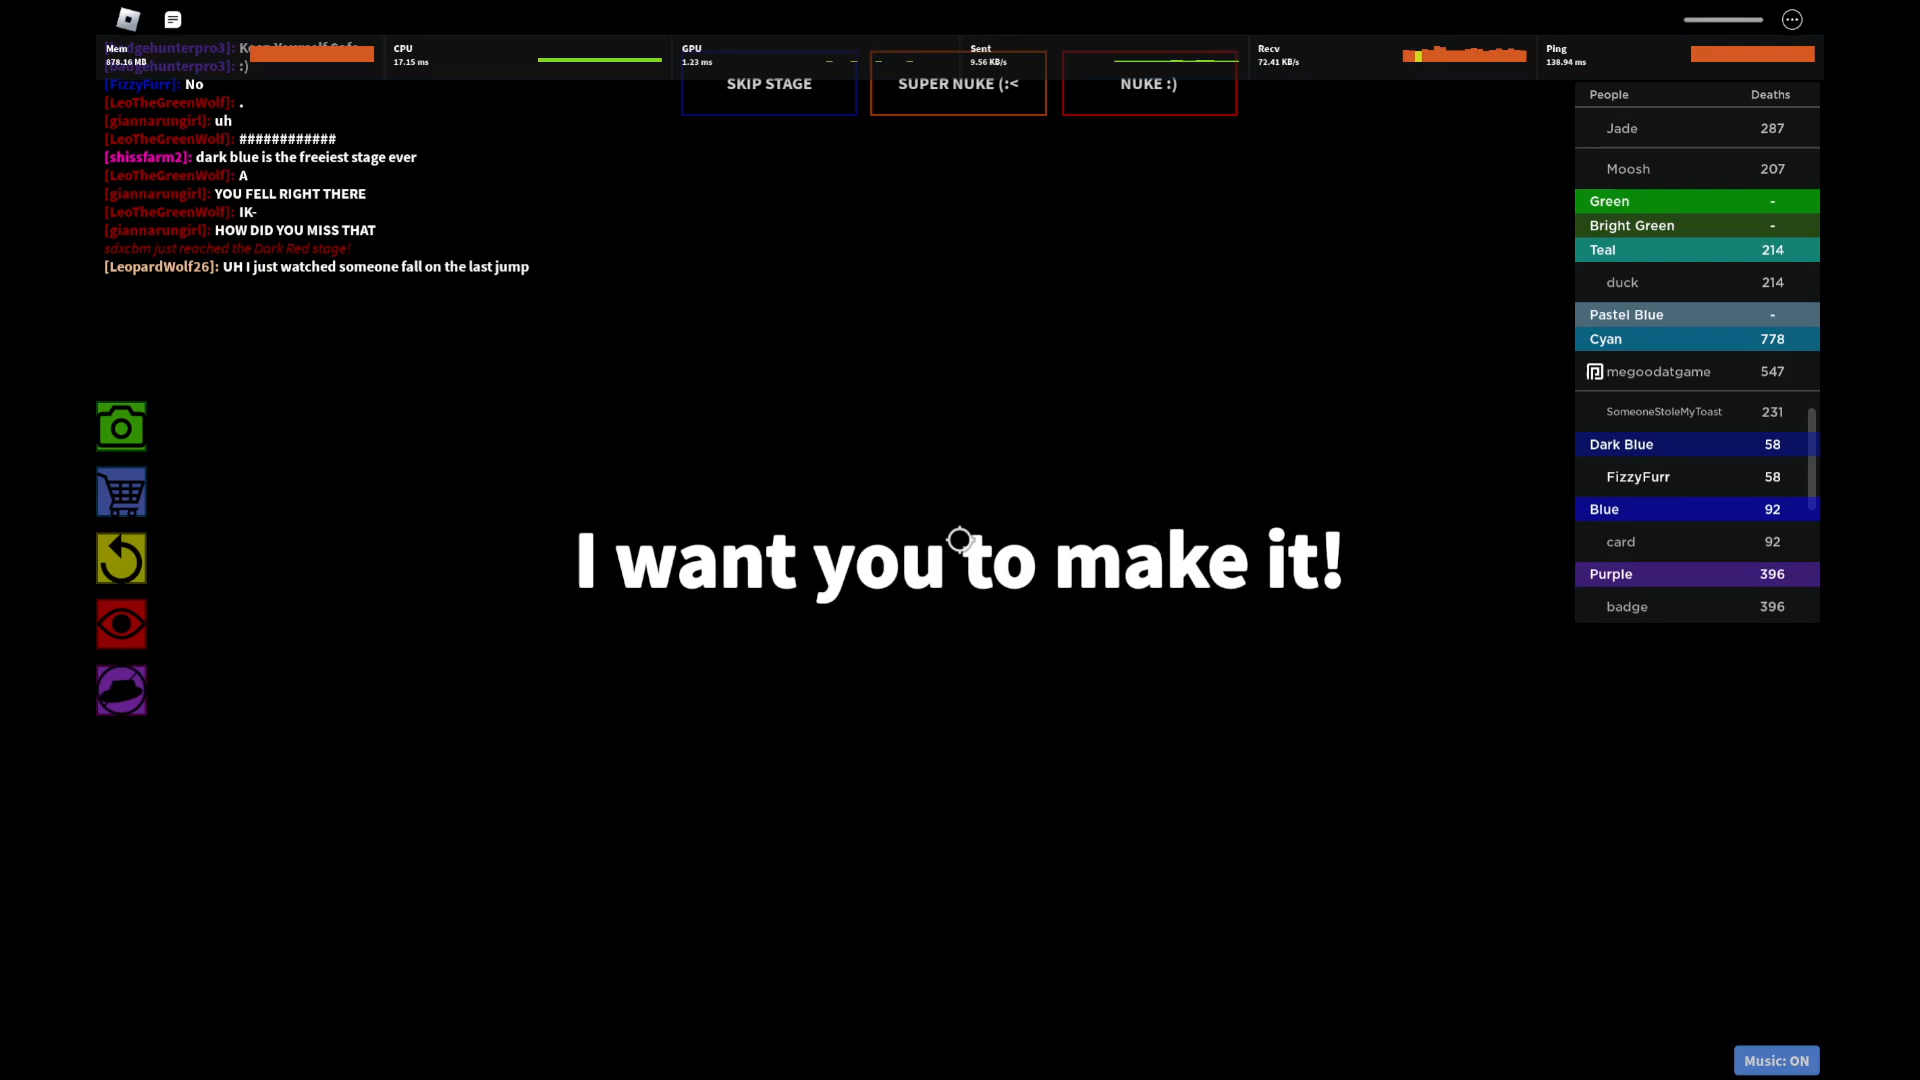 Mem
878.16 MB
CPU
17.15 ms
GPU
1.23 ms
Sent
9.56 KB/s
Recv
72.41 KB/s
Ping
138.94 ms
[badgehunterpro3]: Keep Yourself Safe
[badgehunterpro3]: :)
[FizzyFurr]: No
[LeoTheGreenWolf]: .
[giannarungirl]: uh
[LeoTheGreenWolf]: ############
[shissfarm2]: dark blue is the freeiest stage ever
[LeoTheGreenWolf]: A
[giannarungirl]: YOU FELL RIGHT THERE
[LeoTheGreenWolf]: IK-
[giannarungirl]: HOW DID YOU MISS THAT
sdxcbm just reached the Dark Red stage!
[LeopardWolf26]: UH I just watched someone fall on the last jump
SKIP STAGE
SUPER NUKE (:<
NUKE :)
People Deaths
Jade 287
Moosh 207
Green -
Bright Green -
Teal 214
duck 214
Pastel Blue -
Cyan 778
megoodatgame 547
SomeoneStoleMyToast 231
Dark Blue 58
FizzyFurr 58
Blue 92
card 92
Purple 396
badge 396
I want you to make it!
Music: ON